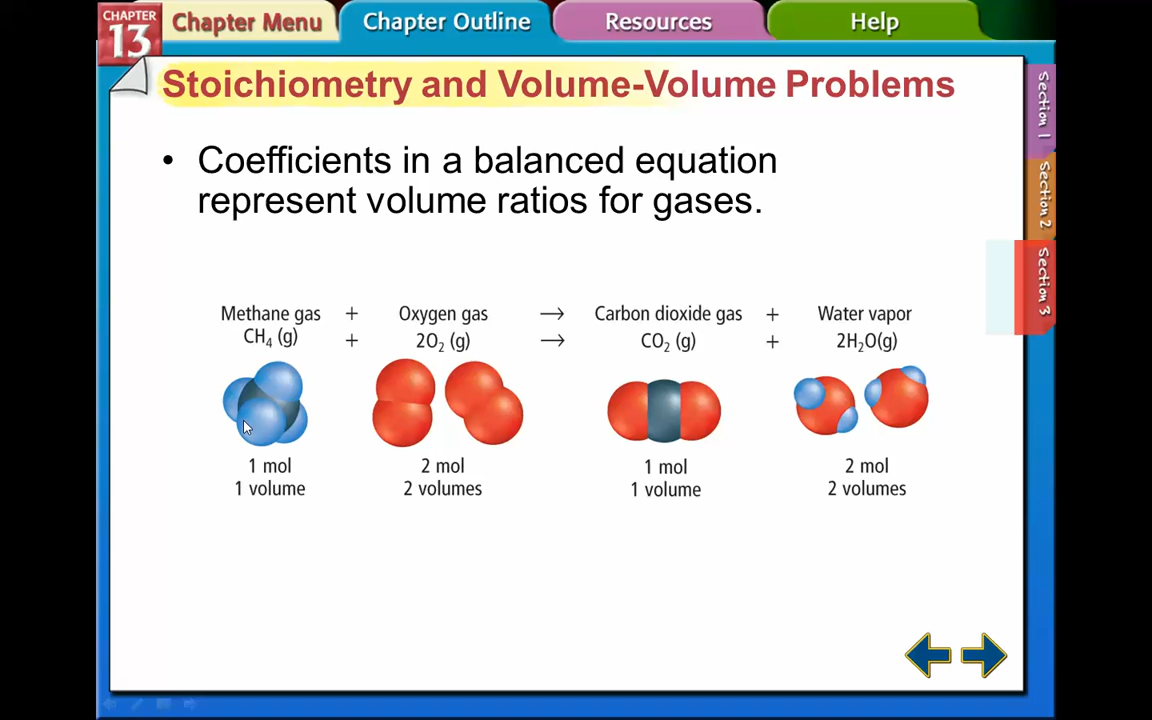 CHAPTER
13
Chapter Menu
Chapter Outline
Resources
Help
Stoichiometry and Volume-Volume Problems
Section 1
Section 2
Section 3
• Coefficients in a balanced equation
represent volume ratios for gases.
Methane gas + Oxygen gas → Carbon dioxide gas + Water vapor
CH₄ (g) + 2O₂ (g) → CO₂ (g) + 2H₂O(g)
1 mol 2 mol 1 mol 2 mol
1 volume 2 volumes 1 volume 2 volumes